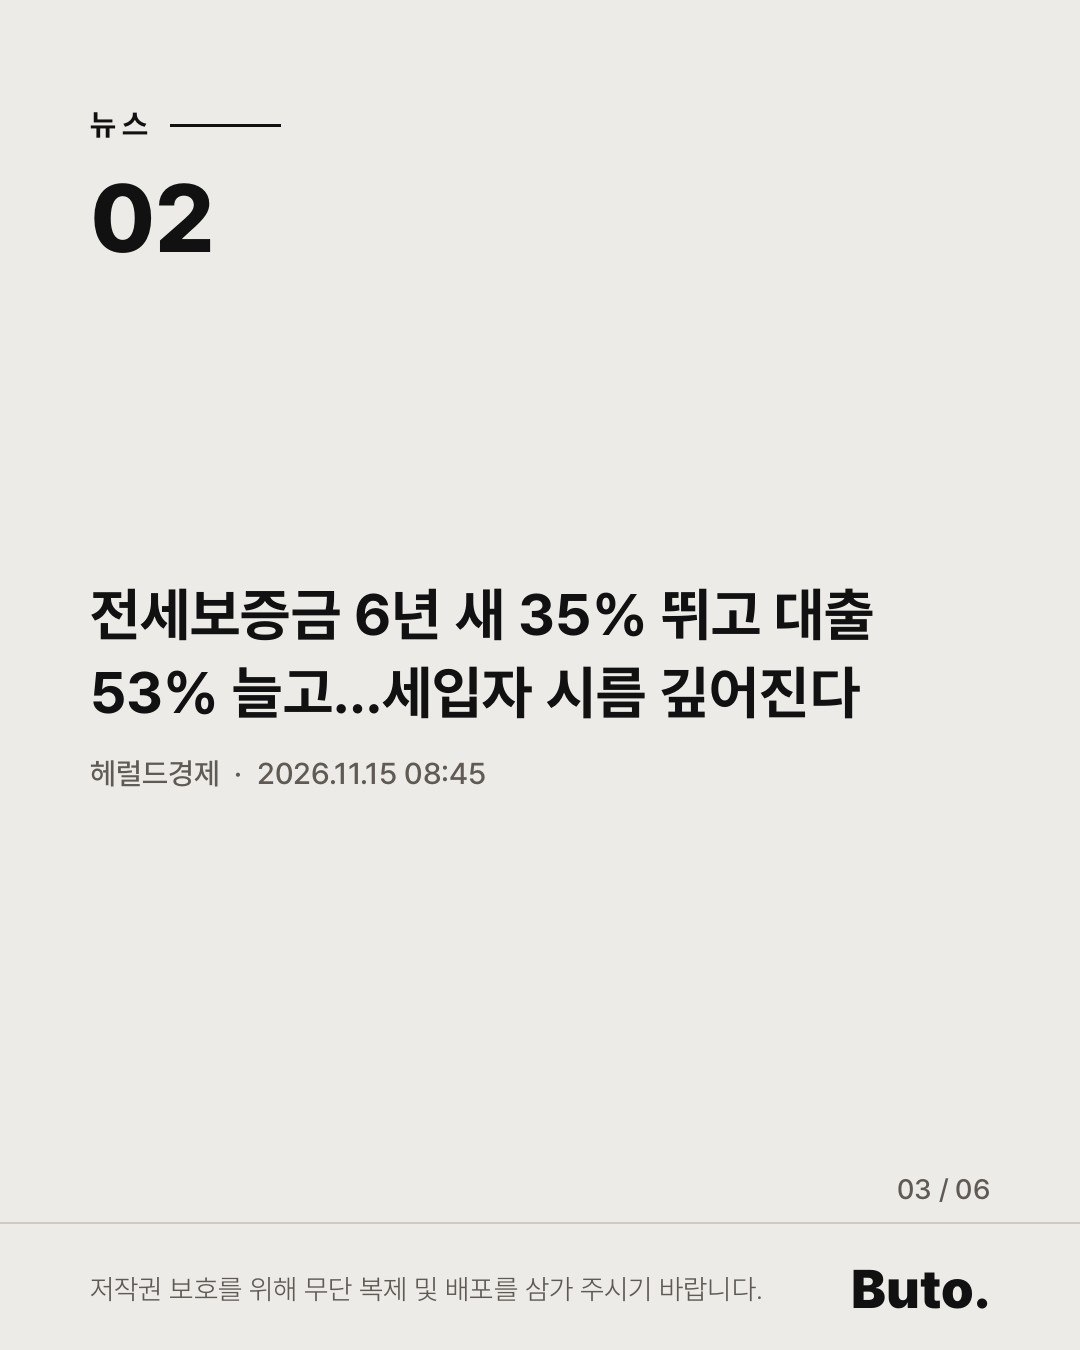 뉴스
02
전세보증금 6년 새 35% 뛰고 대출
53% 늘고...세입자 시름 깊어진다
헤럴드경제 · 2026.11.15 08:45
03 / 06
저작권 보호를 위해 무단 복제 및 배포를 삼가 주시기 바랍니다.
Buto.